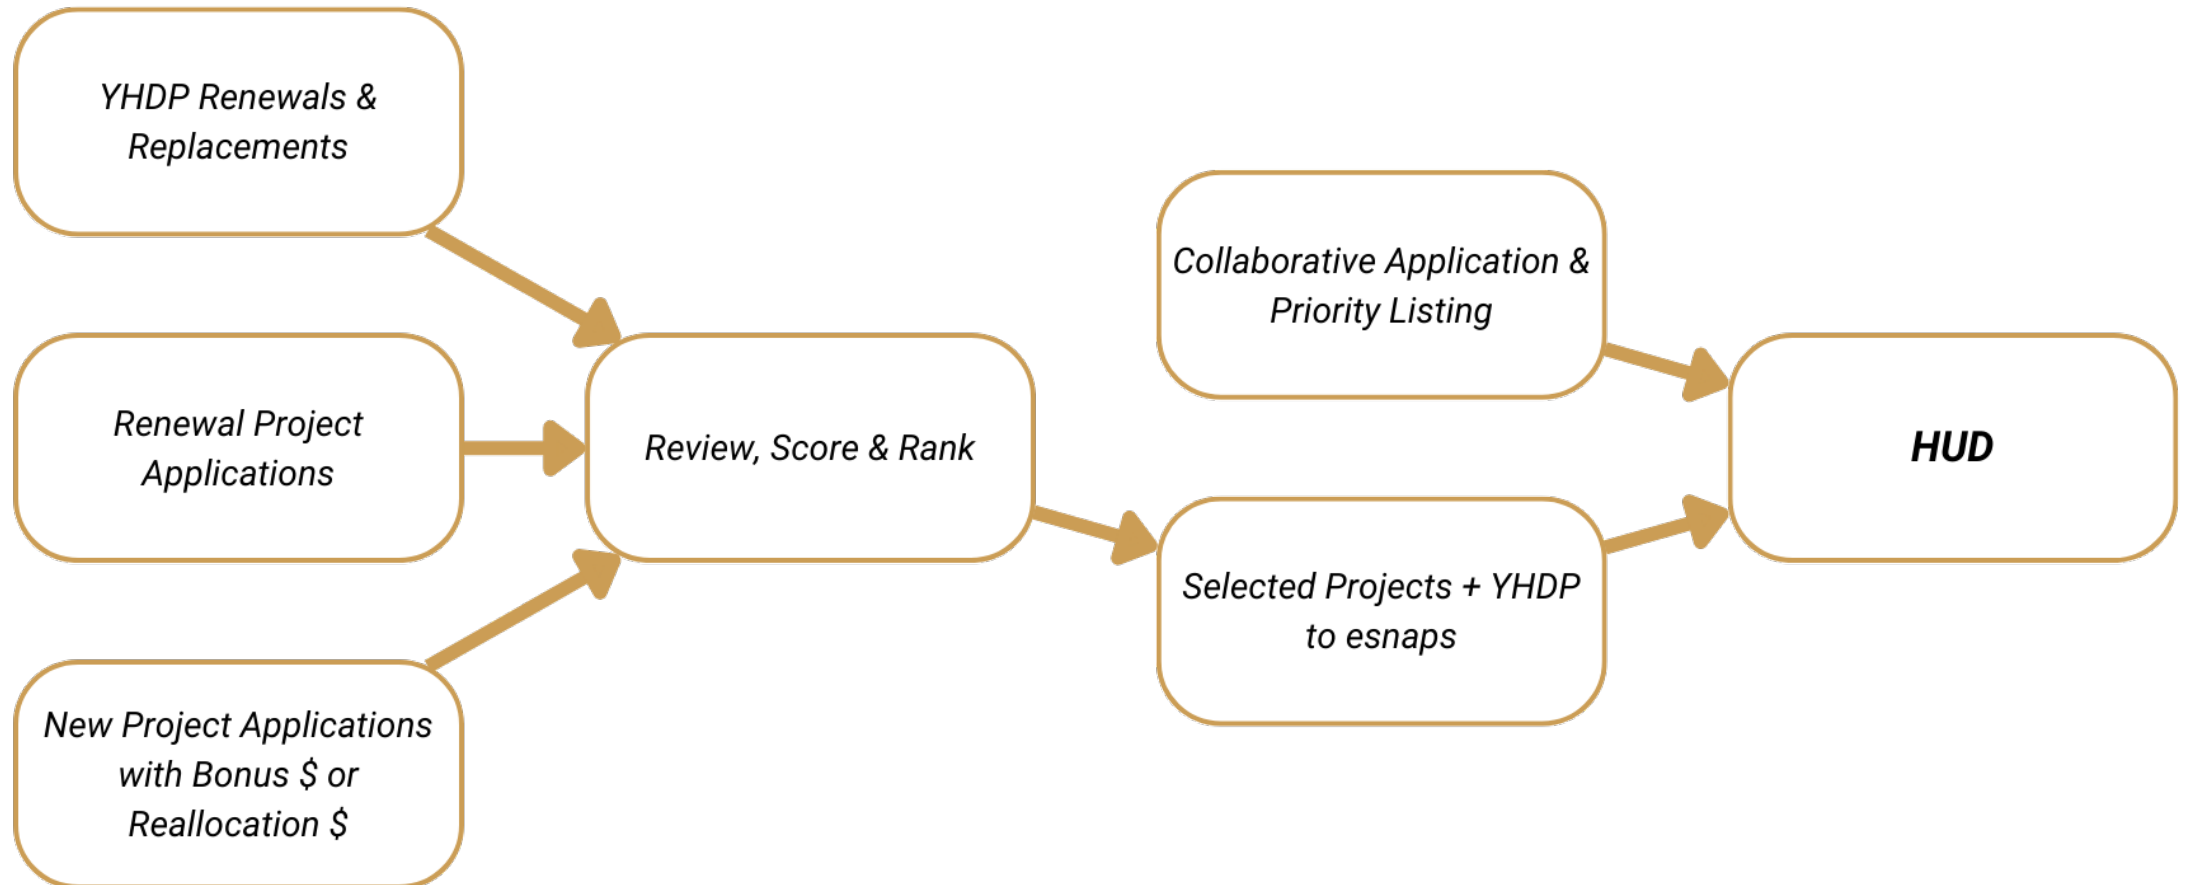 YHDP Renewals &
Replacements
Renewal Project
Applications
New Project Applications
with Bonus $ or
Reallocation $
Review, Score & Rank
Collaborative Application &
Priority Listing
Selected Projects + YHDP
to esnaps
HUD